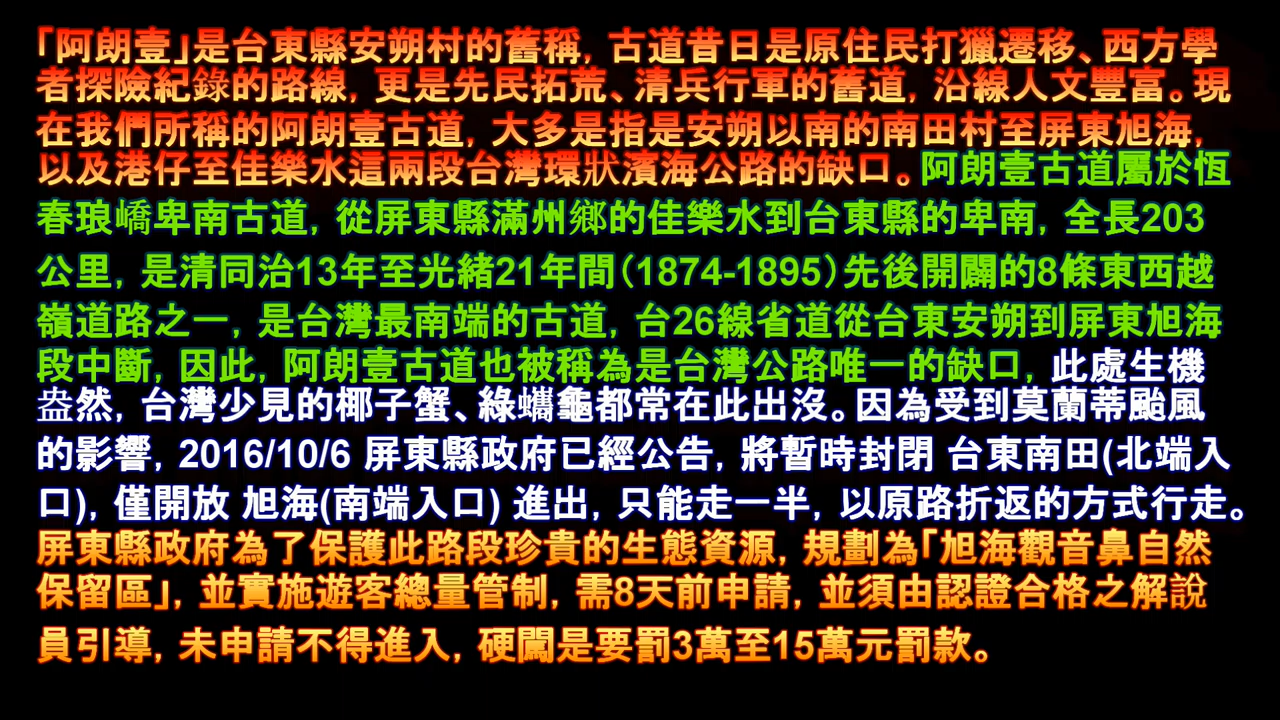 「阿朗壹」是台東縣安朔村的舊稱，古道昔日是原住民打獵遷移、西方學
者探險紀錄的路線，更是先民拓荒、清兵行軍的舊道，沿線人文豐富。現
在我們所稱的阿朗壹古道，大多是指是安朔以南的南田村至屏東旭海，
以及港仔至佳樂水這兩段台灣環狀濱海公路的缺口。阿朗壹古道屬於恆
春琅嶠卑南古道，從屏東縣滿州鄉的佳樂水到台東縣的卑南，全長203
公里，是清同治13年至光緒21年間（1874-1895）先後開闢的8條東西越
嶺道路之一，是台灣最南端的古道，台26線省道從台東安朔到屏東旭海
段中斷，因此，阿朗壹古道也被稱為是台灣公路唯一的缺口，此處生機
盎然，台灣少見的椰子蟹、綠蠵龜都常在此出沒。因為受到莫蘭蒂颱風
的影響，2016/10/6 屏東縣政府已經公告，將暫時封閉 台東南田(北端入
口)，僅開放 旭海(南端入口) 進出，只能走一半，以原路折返的方式行走。
屏東縣政府為了保護此路段珍貴的生態資源，規劃為「旭海觀音鼻自然
保留區」，並實施遊客總量管制，需8天前申請，並須由認證合格之解說
員引導，未申請不得進入，硬闖是要罰3萬至15萬元罰款。